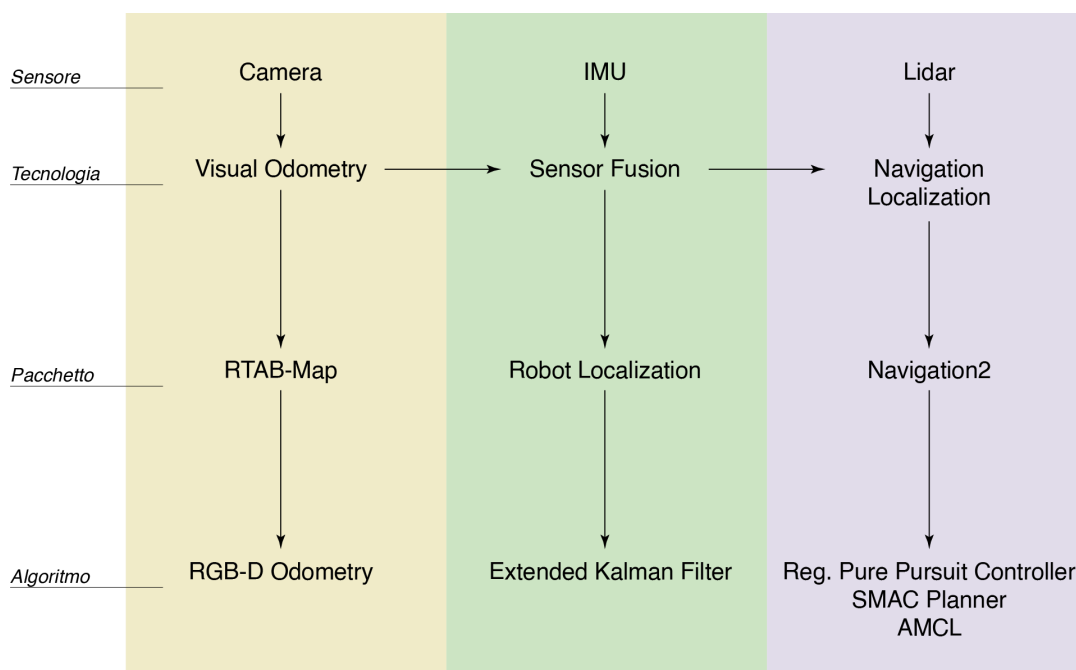 Sensore
Camera
IMU
Lidar
Tecnologia
Visual Odometry
Sensor Fusion
Navigation
Localization
Pacchetto
RTAB-Map
Robot Localization
Navigation2
Algoritmo
RGB-D Odometry
Extended Kalman Filter
Reg. Pure Pursuit Controller
SMAC Planner
AMCL